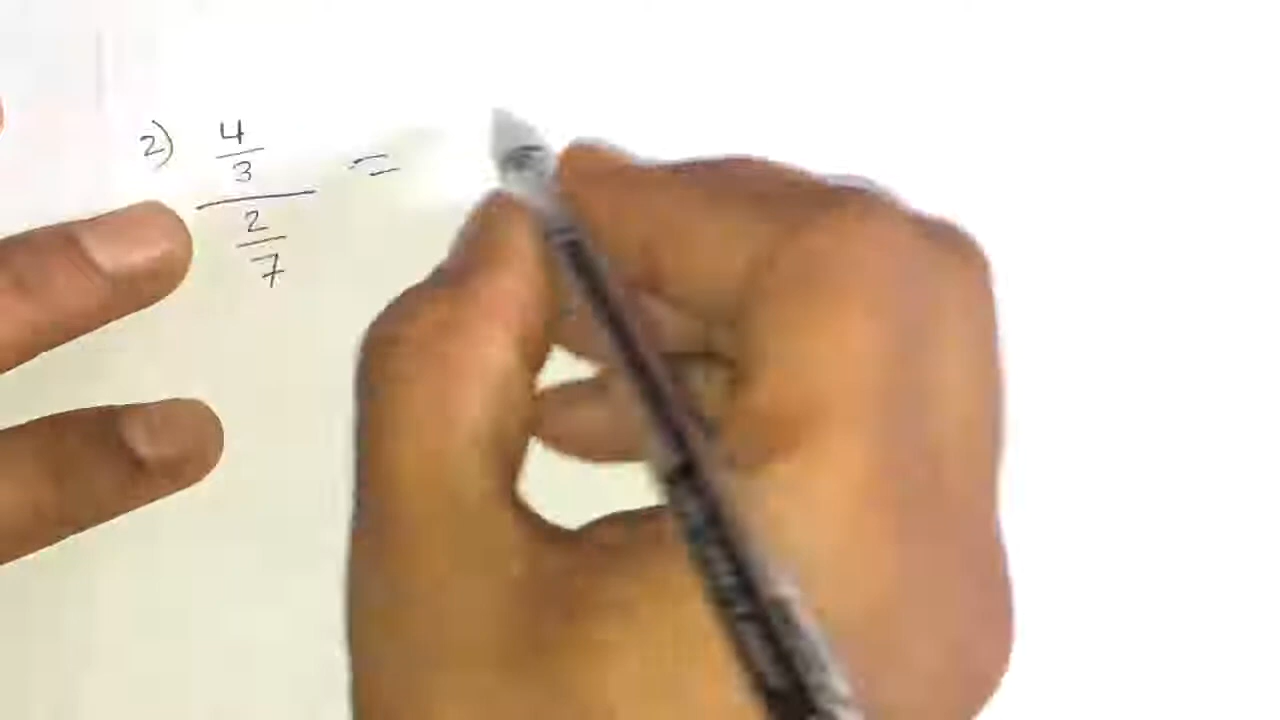 2) 4/3 =
2/7